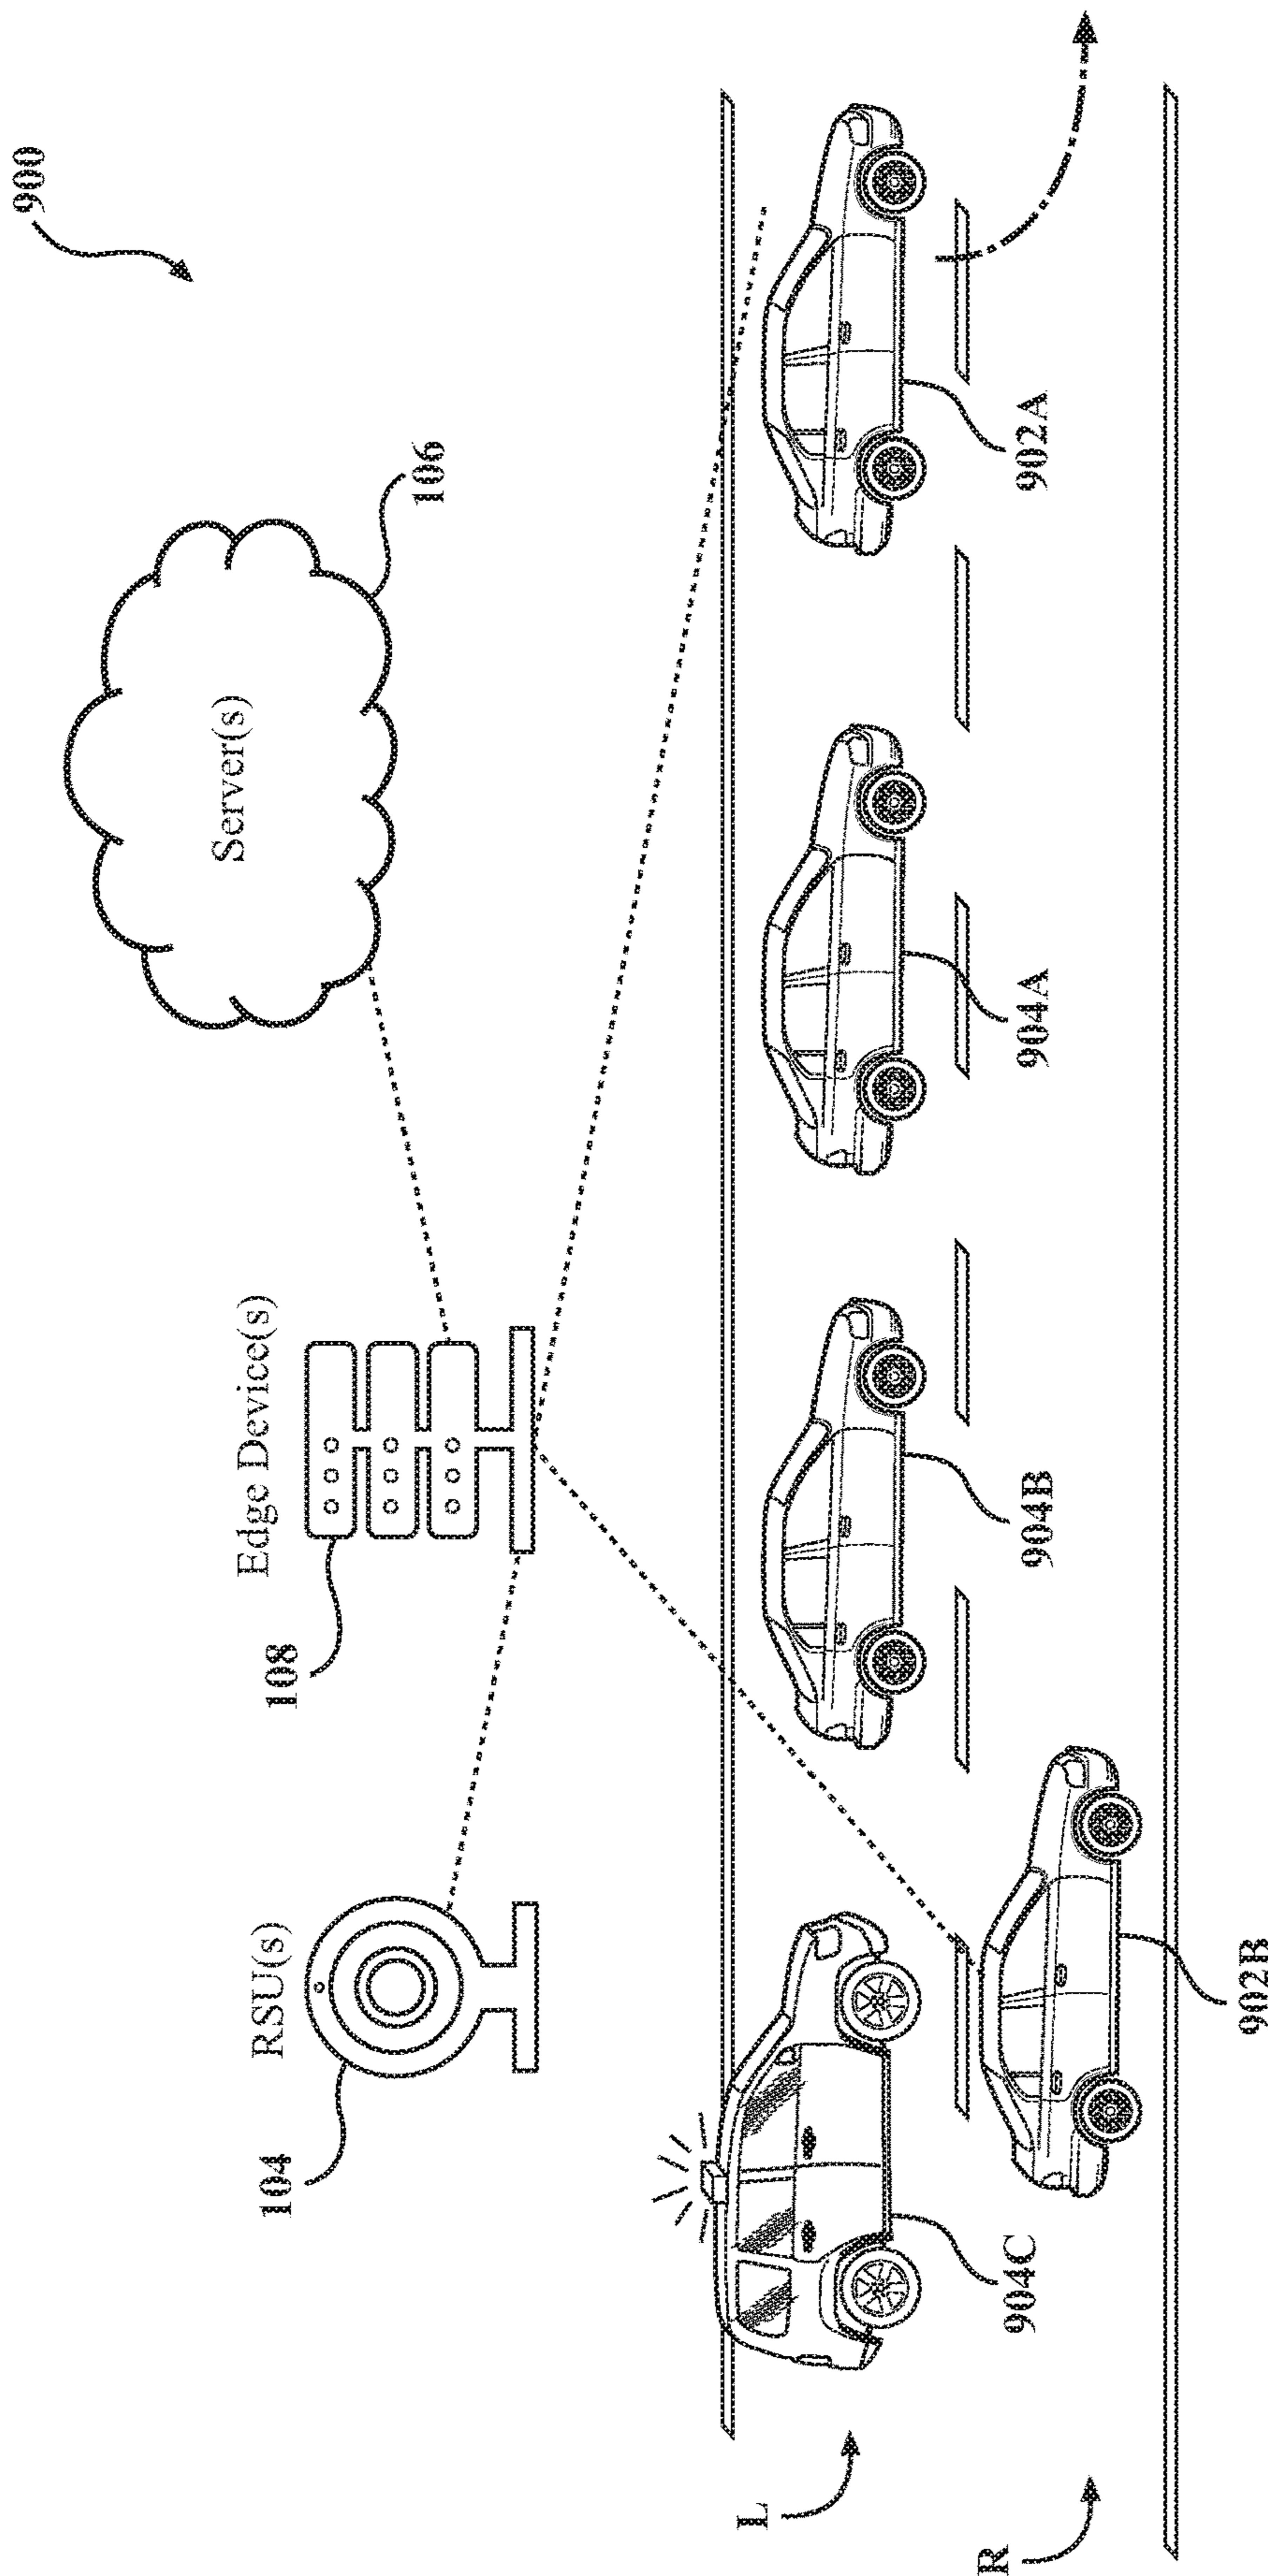 900
Server(s)
106
Edge Device(s)
108
RSU(s)
104
902A
904A
904B
904C
902B
L
R